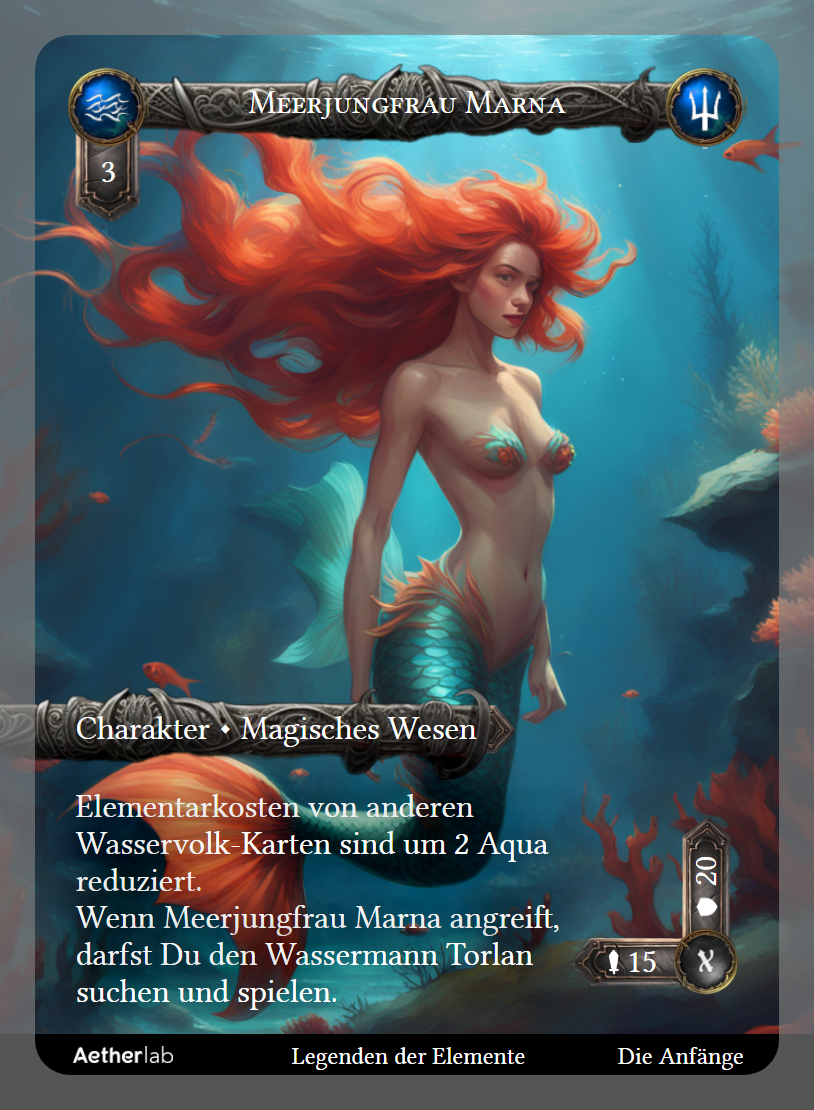 Meerjungfrau Marna
3
Charakter • Magisches Wesen
Elementarkosten von anderen
Wasservolk-Karten sind um 2 Aqua
reduziert.
Wenn Meerjungfrau Marna angreift,
darfst Du den Wassermann Torlan
suchen und spielen.
20
15
Aetherlab Legenden der Elemente Die Anfänge